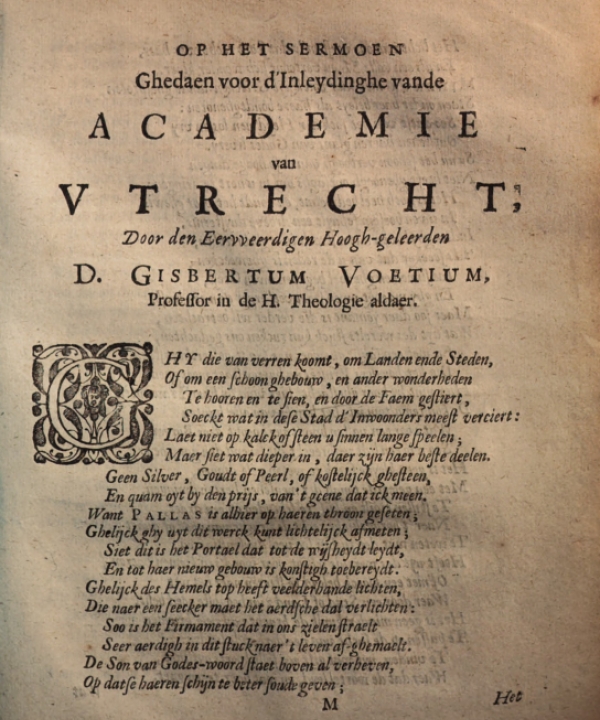 OP HET SERMOEN
Ghedaen voor d'Inleydinghe vande
ACADEMIE
van
VTRECHT,
Door den Eervveerdigen Hoogh-geleerden
D. GISBERTUM VOETIUM,
Professor in de H. Theologie aldaer.
GHY die van verren koomt, om Landen ende Steden,
Of om een schoon ghebouw, en ander wonderheden
Te hooren en te sien, en door de Faem gestiert,
Soeckt wat in dese Stad d'Inwoonders meest verciert:
Laet niet op kalck of steen u sinnen lange speelen;
Maer siet wat dieper in, daer zijn haer beste deelen.
Geen Silver, Goudt of Peerl, of kostelijck ghesteen,
En quam oyt by den prijs, van't geene dat ick meen.
Want PALLAS is alhier op haeren throon geseten;
Ghelijck ghy uyt dit werck kunt lichtelijck afmeten;
Siet dit is het Portael dat tot de wijsheydt leydt,
En tot haer nieuw gebouw is konstigh toebereydt.
Ghelijck des Hemels top heeft veelderhande lichten,
Die naer een seecker maet het aerdsche dal verlichten:
Soo is het Firmament dat in ons zielen straelt
Seer aerdigh in dit stuck naer't leven af-ghemaelt.
De Son van Godes-woord staet boven al verheven,
Op datse haeren schijn te beter soude geven;
M
Het